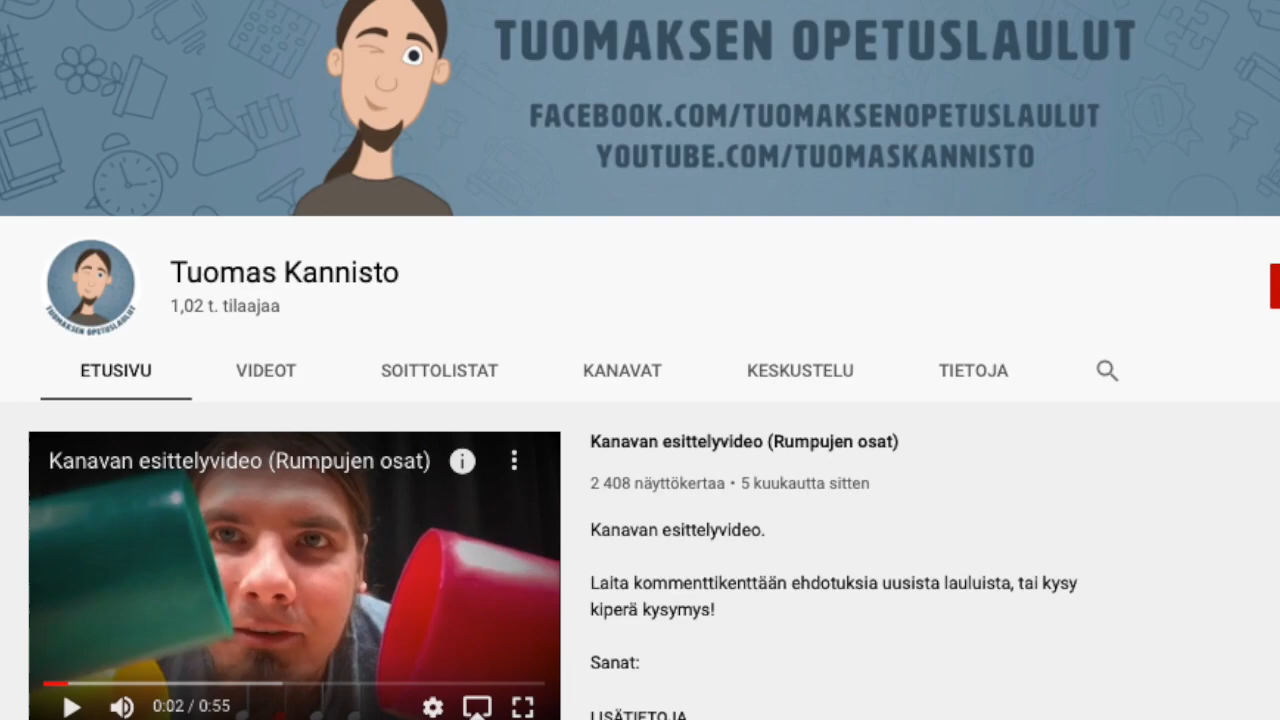 TUOMAKSEN OPETUSLAULUT
FACEBOOK.COM/TUOMAKSENOPETUSLAULUT
YOUTUBE.COM/TUOMASKANNISTO
TUOMAKSEN OPETUSLAULUT
Tuomas Kannisto
1,02 t. tilaajaa
ETUSIVU VIDEOT SOITTOLISTAT KANAVAT KESKUSTELU TIETOJA
Kanavan esittelyvideo (Rumpujen osat)
0:02 / 0:55
Kanavan esittelyvideo (Rumpujen osat)
2 408 näyttökertaa • 5 kuukautta sitten
Kanavan esittelyvideo.
Laita kommenttikenttään ehdotuksia uusista lauluista, tai kysy
kiperä kysymys!
Sanat:
LISÄTIETOJA